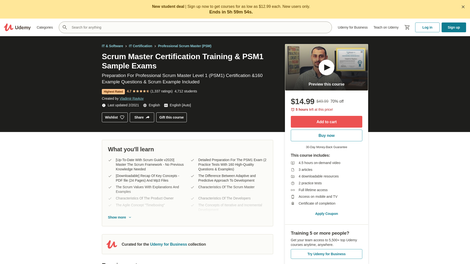 New student deal | Sign up now to get courses for as low as $12.99 each. New users only.
Ends in 5h 59m 54s.
Udemy
Categories
Search for anything
Udemy for Business
Teach on Udemy
Log in
Sign up
IT & Software > IT Certification > Professional Scrum Master (PSM)
Scrum Master Certification Training & PSM1
Sample Exams
Preparation For Professional Scrum Master Level 1 (PSM1) Certification &160
Example Questions & Scrum Example Included
Highest Rated 4.7
4,712 students
Created by Vladimir Raykov
Last updated 2/2021 English English [Auto]
Wishlist
Share
Gift this course
Preview this course
$14.99 70% off
5 hours left at this price!
Add to cart
Buy now
30-Day Money-Back Guarantee
This course includes:
4.5 hours on-demand video
3 articles
4 downloadable resources
2 practice tests
Full lifetime access
Access on mobile and TV
Certificate of completion
Apply Coupon
Training 5 or more people?
Get your team access to 5,500+ top Udemy
courses anytime, anywhere.
Try Udemy for Business
What you'll learn
[Up-To-Date With Scrum Guide v2020]
Master The Scrum Framework - No Previous
Knowledge Needed
Detailed Preparation For The PSM1 Exam (2
Practice Tests With 160 High-Quality
Questions & Examples)
[Downloadable] Recap Of Key Concepts -
PDF file (24 Pages) and Mp3 Files
The Difference Between Adaptive and
Predictive Approach To Development
The Scrum Values With Explanations And
Examples
Characteristics Of The Scrum Master
Characteristics Of The Product Owner
Characteristics Of The Developers
Show more
Curated for the Udemy for Business collection